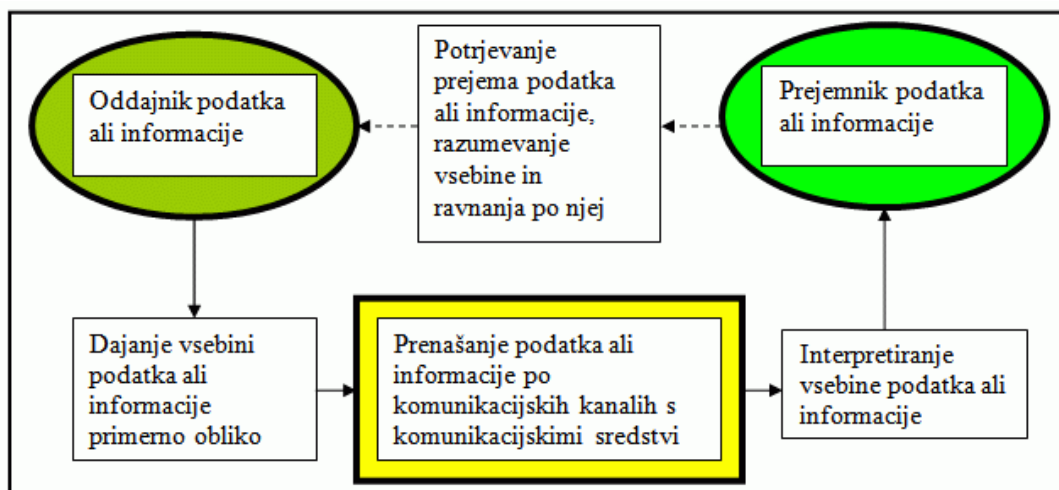 Oddajnik podatka
ali informacije
Potrjevanje
prejema podatka
ali informacije,
razumevanje
vsebine in
ravnanja po njej
Prejemnik podatka
ali informacije
Dajanje vsebini
podatka ali
informacije
primerno obliko
Prenašanje podatka ali
informacije po
komunikacijskih kanalih s
komunikacijskimi sredstvi
Interpretiranje
vsebine podatka ali
informacije